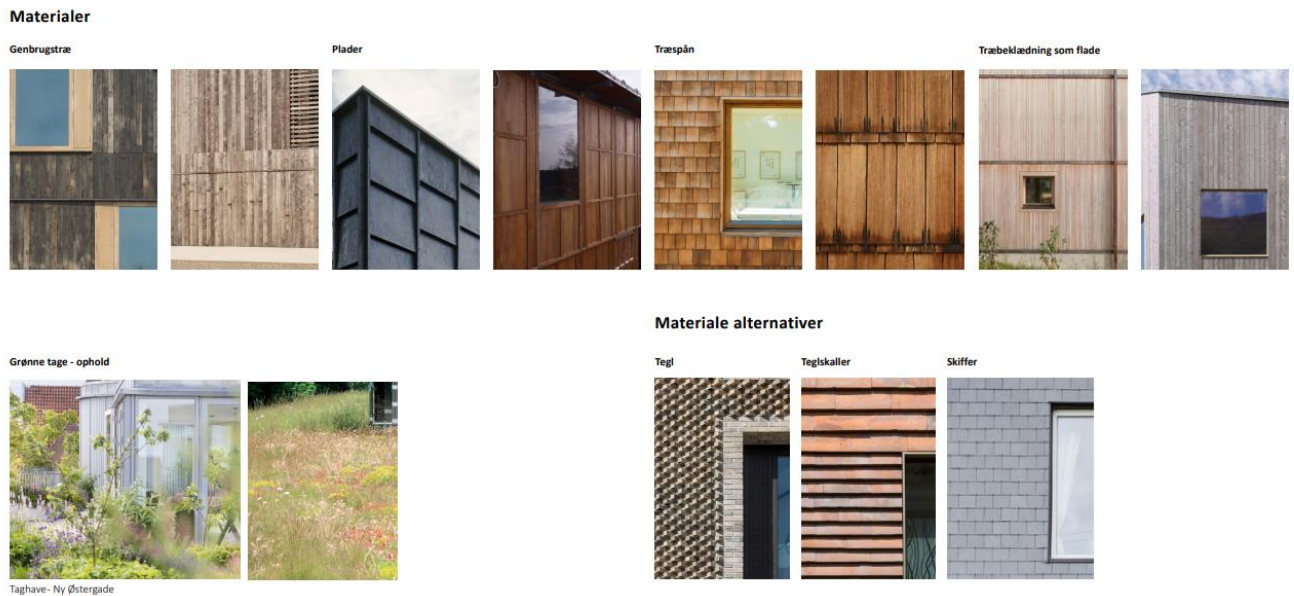 Materialer
Genbrugstræ
Plader
Træspån
Træbeklædning som flade
Materiale alternativer
Grønne tage - ophold
Tegl
Teglskaller
Skiffer
Taghave- Ny Østergade